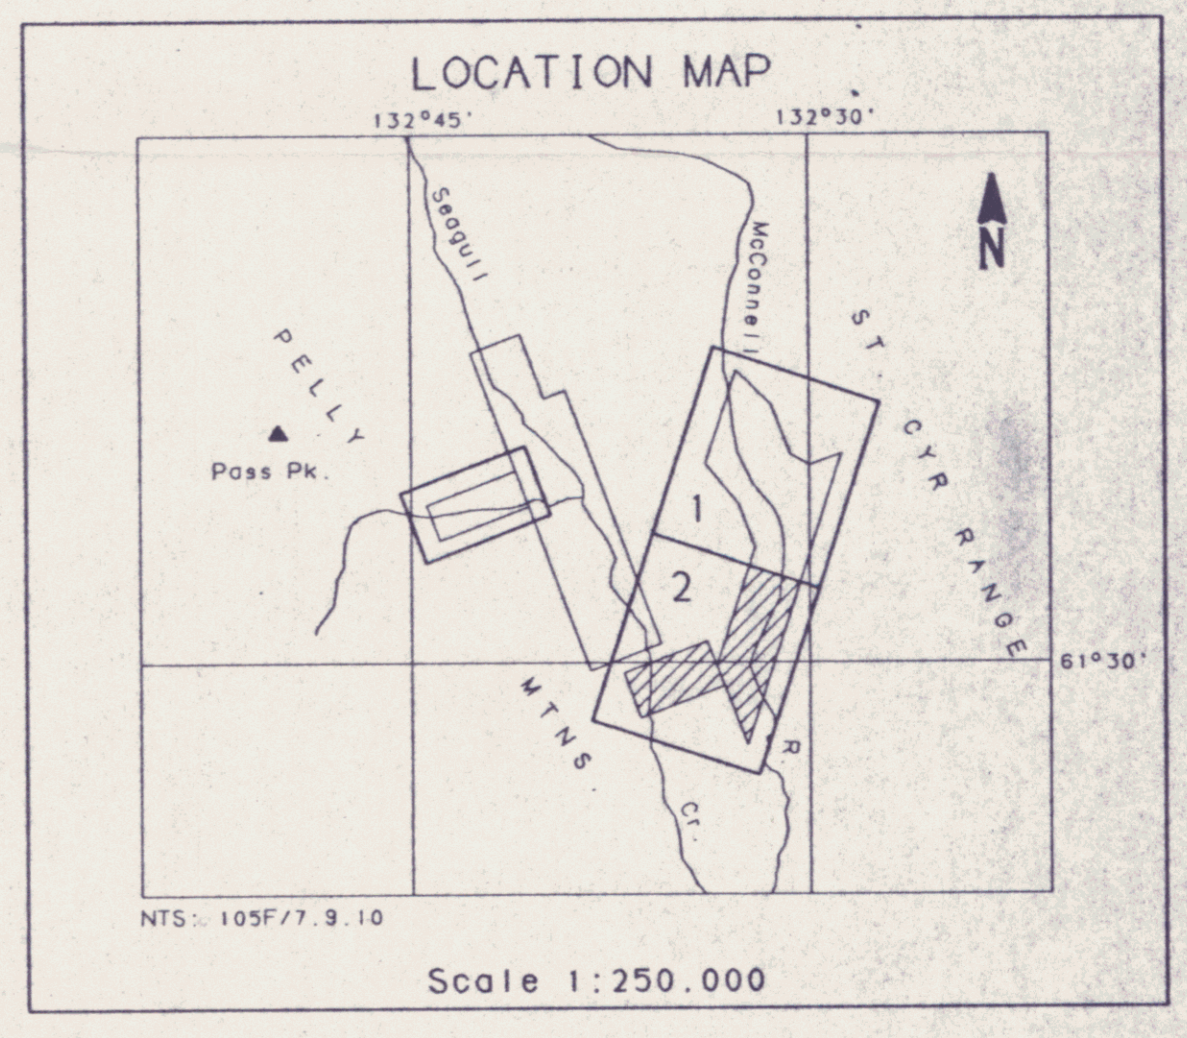 LOCATION MAP
132°45'
132°30'
Seagull
McConnell
N
PELLY
ST CYR RANGE
Pass Pk.
1
2
61°30'
MTNS
R.
Cr.
NTS: 105F/7.9.10
Scale 1:250.000